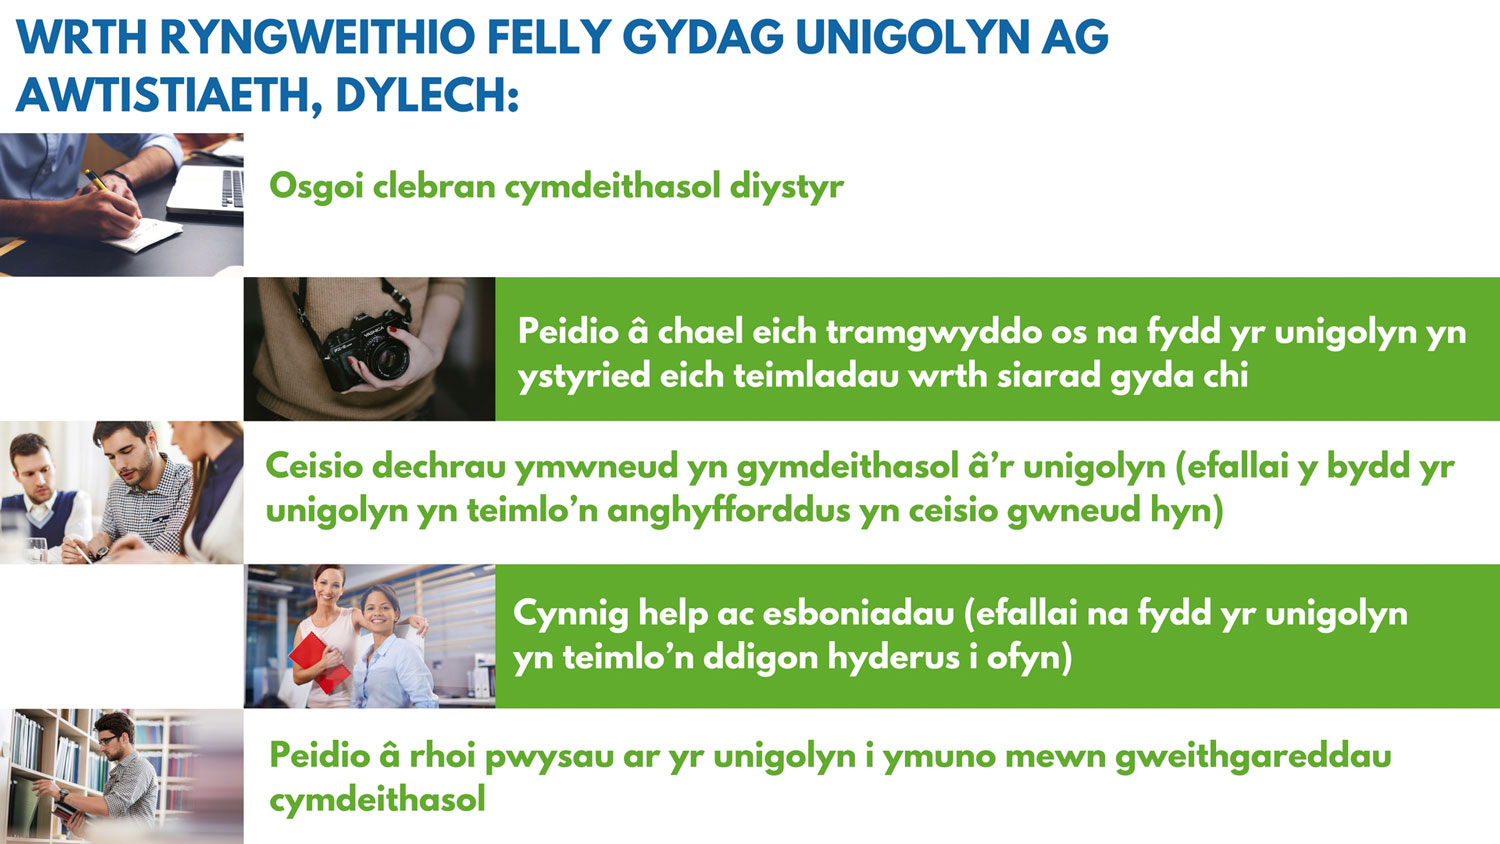 WRTH RYNGWEITHIO FELLY GYDAG UNIGOLYN AG
AWTISTIAETH, DYLECH:
Osgoi clebran cymdeithasol diystyr
Peidio â chael eich tramgwyddo os na fydd yr unigolyn yn
ystyried eich teimladau wrth siarad gyda chi
Ceisio dechrau ymwneud yn gymdeithasol â’r unigolyn (efallai y bydd yr
unigolyn yn teimlo’n anghyfforddus yn ceisio gwneud hyn)
Cynnig help ac esboniadau (efallai na fydd yr unigolyn
yn teimlo’n ddigon hyderus i ofyn)
Peidio â rhoi pwysau ar yr unigolyn i ymuno mewn gweithgareddau
cymdeithasol